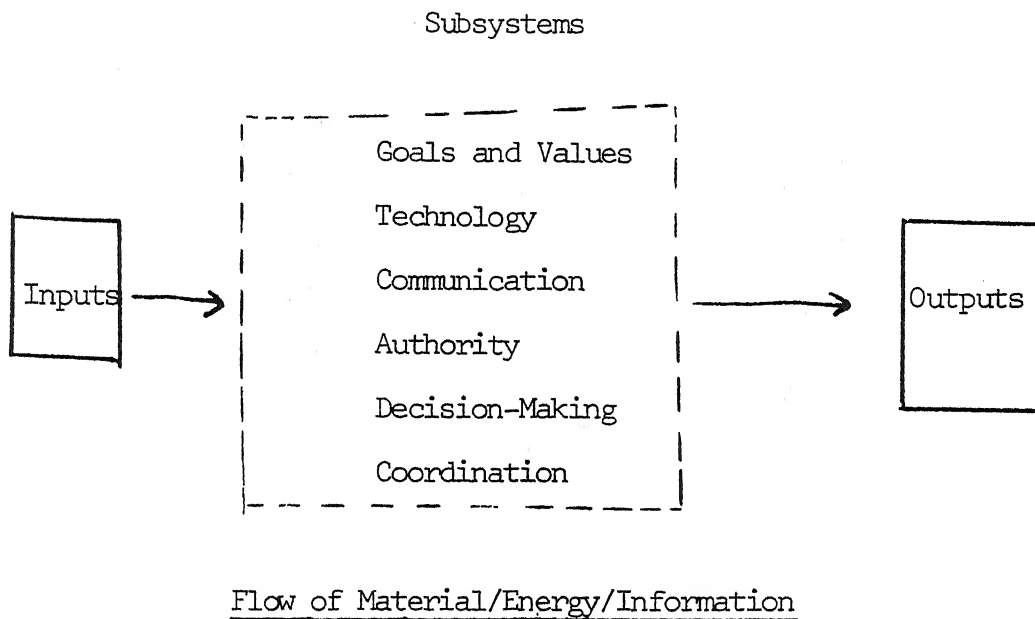 Subsystems
Goals and Values
Technology
Inputs
Communication
Outputs
Authority
Decision-Making
Coordination
Flow of Material/Energy/Information